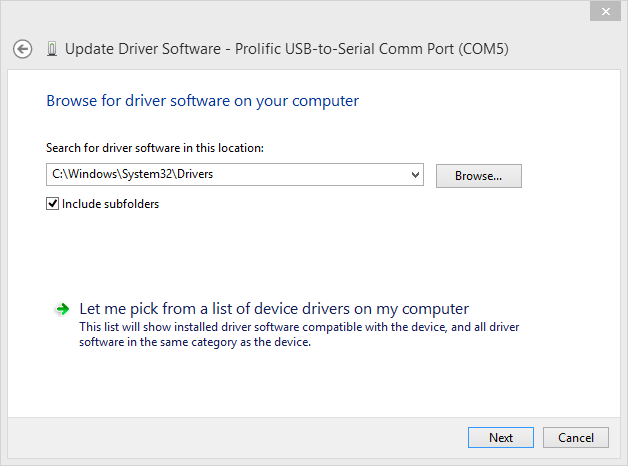 Update Driver Software - Prolific USB-to-Serial Comm Port (COM5)
Browse for driver software on your computer
Search for driver software in this location:
C:\Windows\System32\Drivers
Browse...
Include subfolders
Let me pick from a list of device drivers on my computer
This list will show installed driver software compatible with the device, and all driver
software in the same category as the device.
Next
Cancel